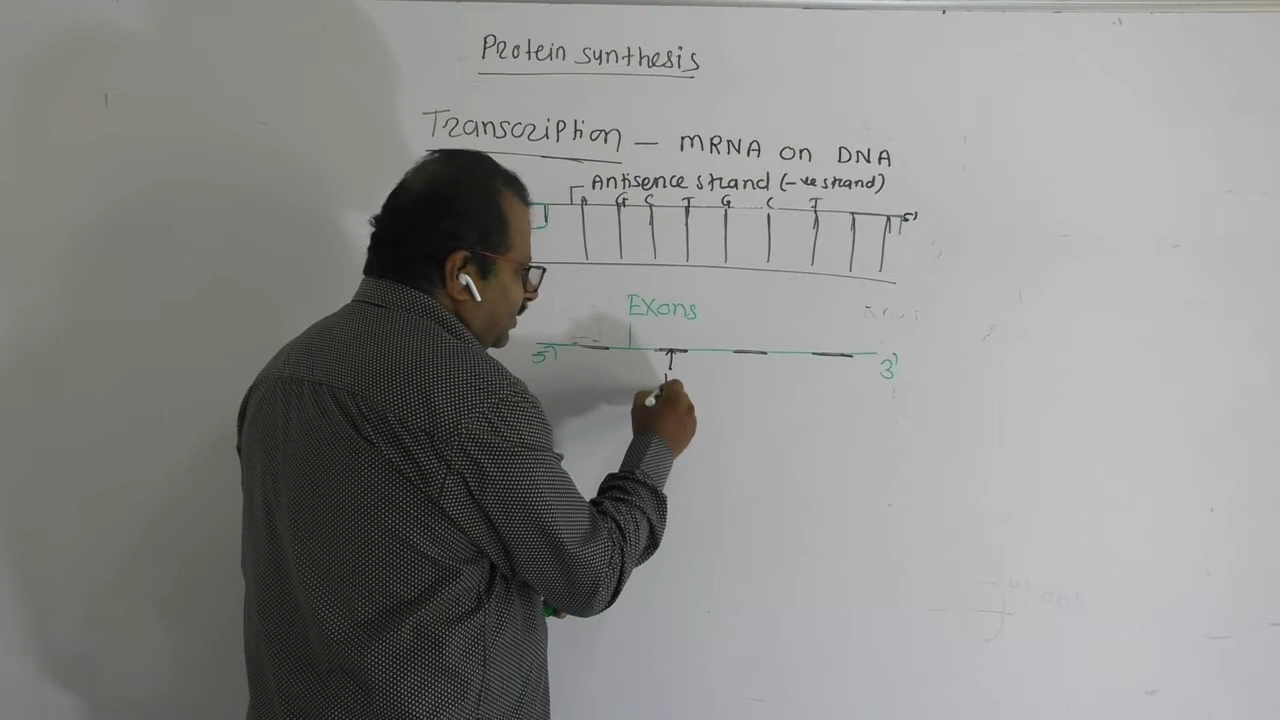 Protein synthesis
Transcription — mRNA on DNA
Antisence strand (-ve strand)
G C T G C T 5'
Exons
5' 3'